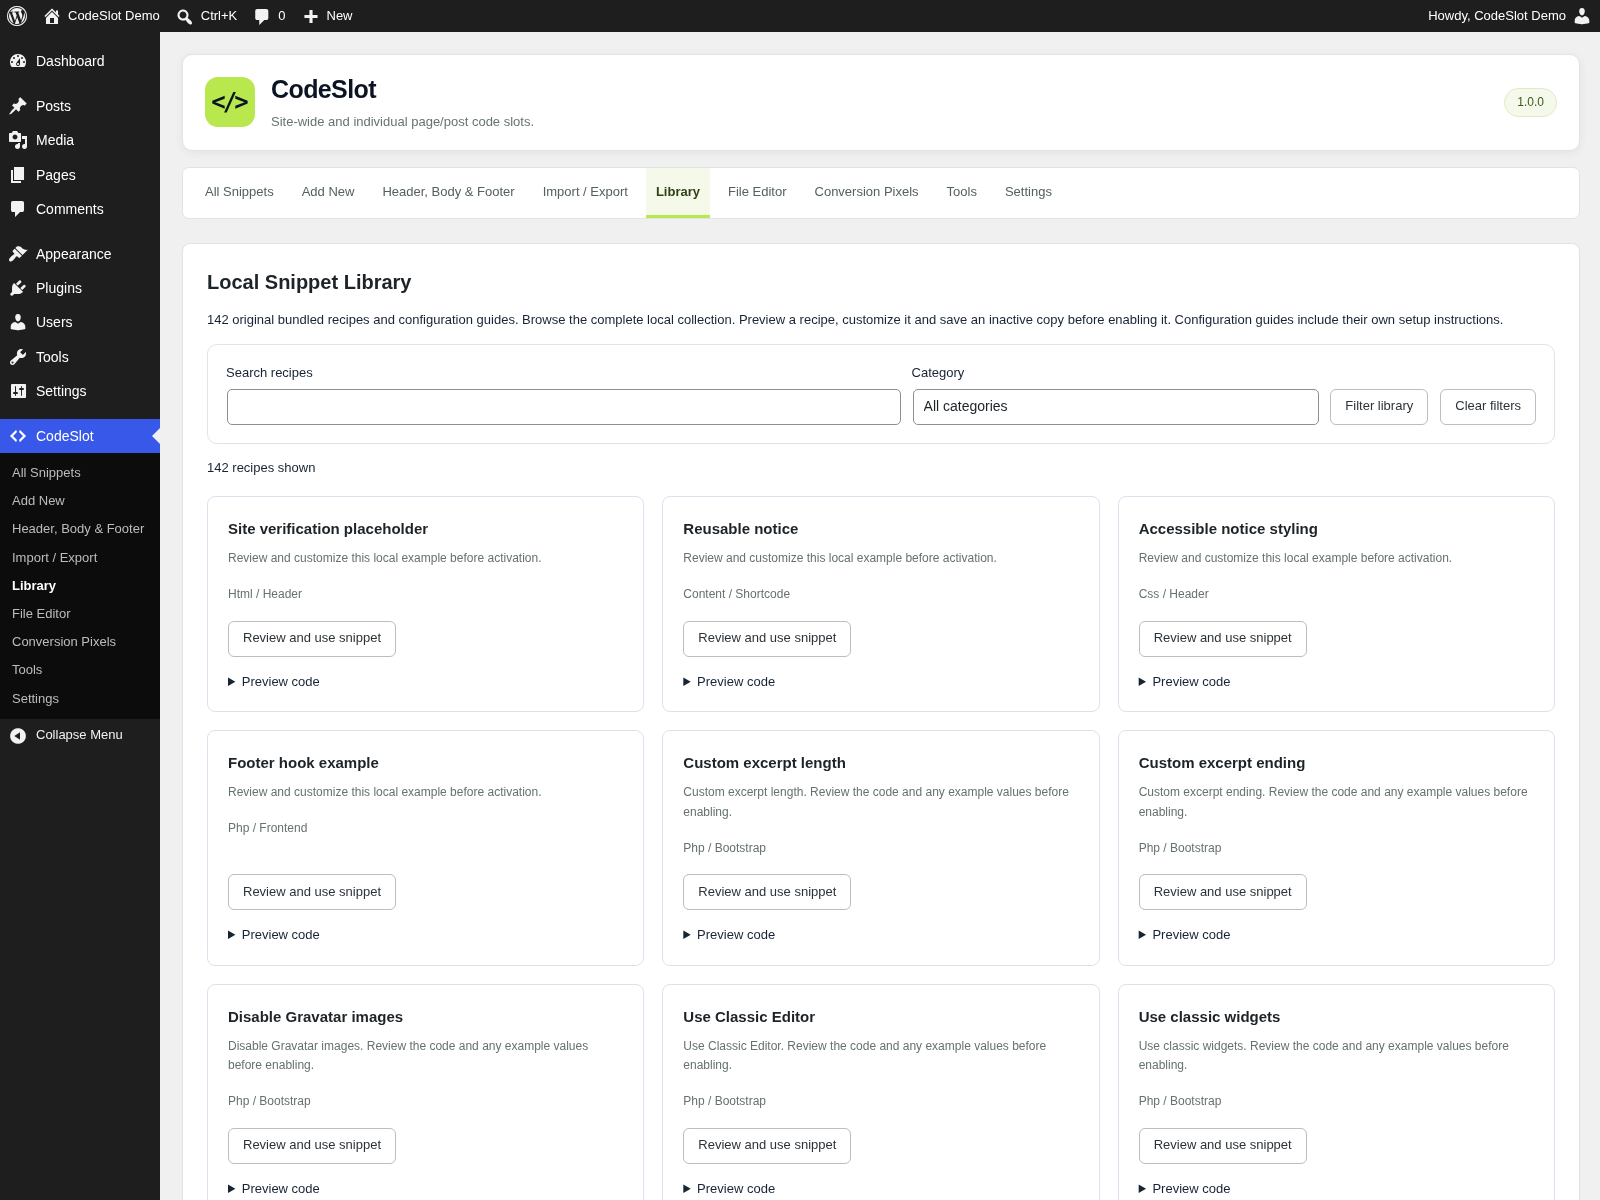 CodeSlot Demo
Ctrl+K
0
New
Howdy, CodeSlot Demo
Dashboard
Posts
Media
Pages
Comments
Appearance
Plugins
Users
Tools
Settings
CodeSlot
All Snippets
Add New
Header, Body & Footer
Import / Export
Library
File Editor
Conversion Pixels
Tools
Settings
Collapse Menu
</>
CodeSlot
Site-wide and individual page/post code slots.
1.0.0
All Snippets
Add New
Header, Body & Footer
Import / Export
Library
File Editor
Conversion Pixels
Tools
Settings
Local Snippet Library
142 original bundled recipes and configuration guides. Browse the complete local collection. Preview a recipe, customize it and save an inactive copy before enabling it. Configuration guides include their own setup instructions.
Search recipes
Category
All categories
Filter library
Clear filters
142 recipes shown
Site verification placeholder
Review and customize this local example before activation.
Html / Header
Review and use snippet
Preview code
Reusable notice
Review and customize this local example before activation.
Content / Shortcode
Review and use snippet
Preview code
Accessible notice styling
Review and customize this local example before activation.
Css / Header
Review and use snippet
Preview code
Footer hook example
Review and customize this local example before activation.
Php / Frontend
Review and use snippet
Preview code
Custom excerpt length
Custom excerpt length. Review the code and any example values before
enabling.
Php / Bootstrap
Review and use snippet
Preview code
Custom excerpt ending
Custom excerpt ending. Review the code and any example values before
enabling.
Php / Bootstrap
Review and use snippet
Preview code
Disable Gravatar images
Disable Gravatar images. Review the code and any example values
before enabling.
Php / Bootstrap
Review and use snippet
Preview code
Use Classic Editor
Use Classic Editor. Review the code and any example values before
enabling.
Php / Bootstrap
Review and use snippet
Preview code
Use classic widgets
Use classic widgets. Review the code and any example values before
enabling.
Php / Bootstrap
Review and use snippet
Preview code